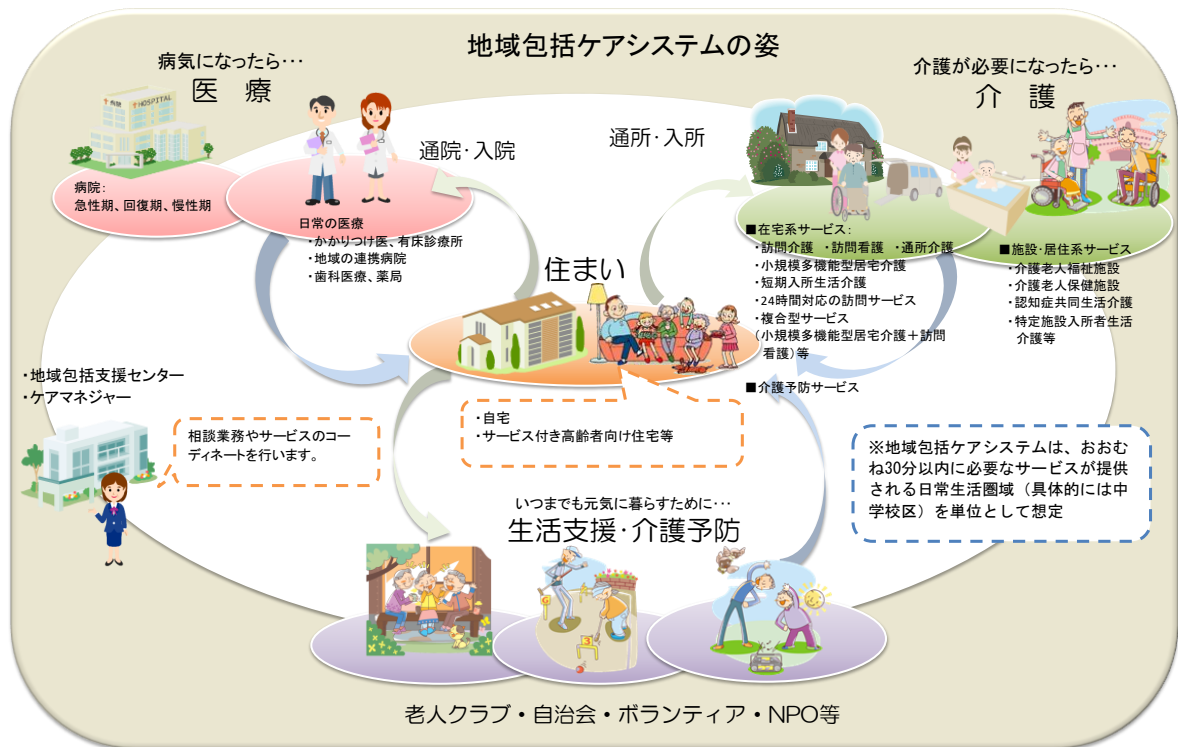 地域包括ケアシステムの姿
病気になったら･･･
医　療
HOSPITAL
病院：
急性期、回復期、慢性期
日常の医療
・かかりつけ医、有床診療所
・地域の連携病院
・歯科医療、薬局
通院・入院
通所・入所
介護が必要になったら･･･
介　護
■在宅系サービス：
・訪問介護　・訪問看護　・通所介護
・小規模多機能型居宅介護
・短期入所生活介護
・24時間対応の訪問サービス
・複合型サービス
（小規模多機能型居宅介護＋訪問
看護）等
■介護予防サービス
■施設・居住系サービス
・介護老人福祉施設
・介護老人保健施設
・認知症共同生活介護
・特定施設入所者生活
介護等
住まい
・自宅
・サービス付き高齢者向け住宅等
・地域包括支援センター
・ケアマネジャー
相談業務やサービスのコー
ディネートを行います。
※地域包括ケアシステムは、おおむ
ね30分以内に必要なサービスが提供
される日常生活圏域（具体的には中
学校区）を単位として想定
いつまでも元気に暮らすために･･･
生活支援・介護予防
3
老人クラブ・自治会・ボランティア・NPO等